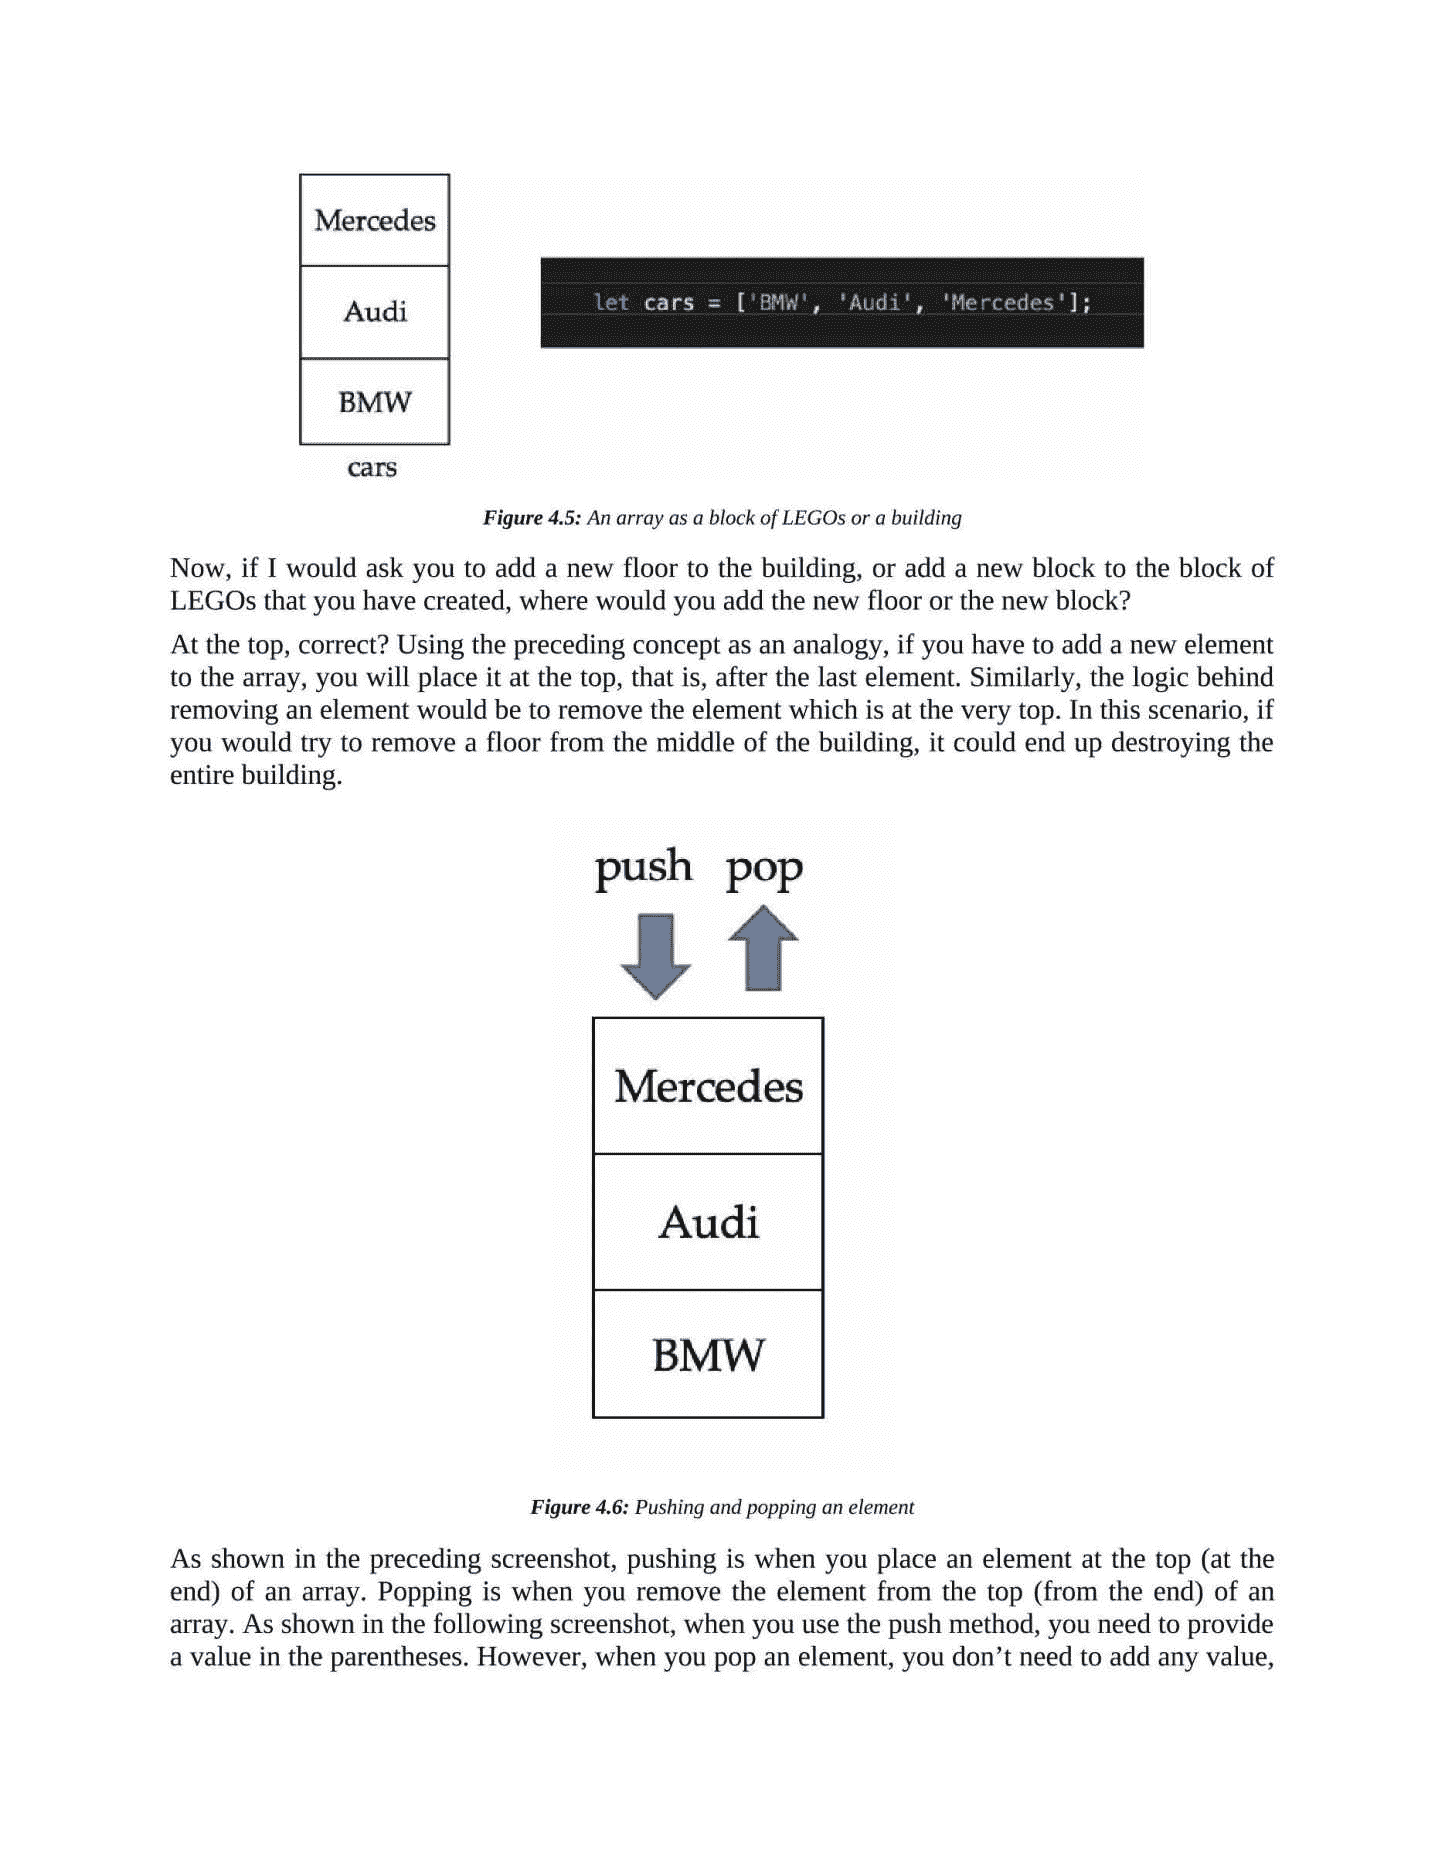 Mercedes
Audi
BMW
cars
let cars = ['BMW', 'Audi', 'Mercedes'];
Figure 4.5: An array as a block of LEGOs or a building
Now, if I would ask you to add a new floor to the building, or add a new block to the block of
LEGOs that you have created, where would you add the new floor or the new block?
At the top, correct? Using the preceding concept as an analogy, if you have to add a new element
to the array, you will place it at the top, that is, after the last element. Similarly, the logic behind
removing an element would be to remove the element which is at the very top. In this scenario, if
you would try to remove a floor from the middle of the building, it could end up destroying the
entire building.
push pop
Mercedes
Audi
BMW
Figure 4.6: Pushing and popping an element
As shown in the preceding screenshot, pushing is when you place an element at the top (at the
end) of an array. Popping is when you remove the element from the top (from the end) of an
array. As shown in the following screenshot, when you use the push method, you need to provide
a value in the parentheses. However, when you pop an element, you don’t need to add any value,